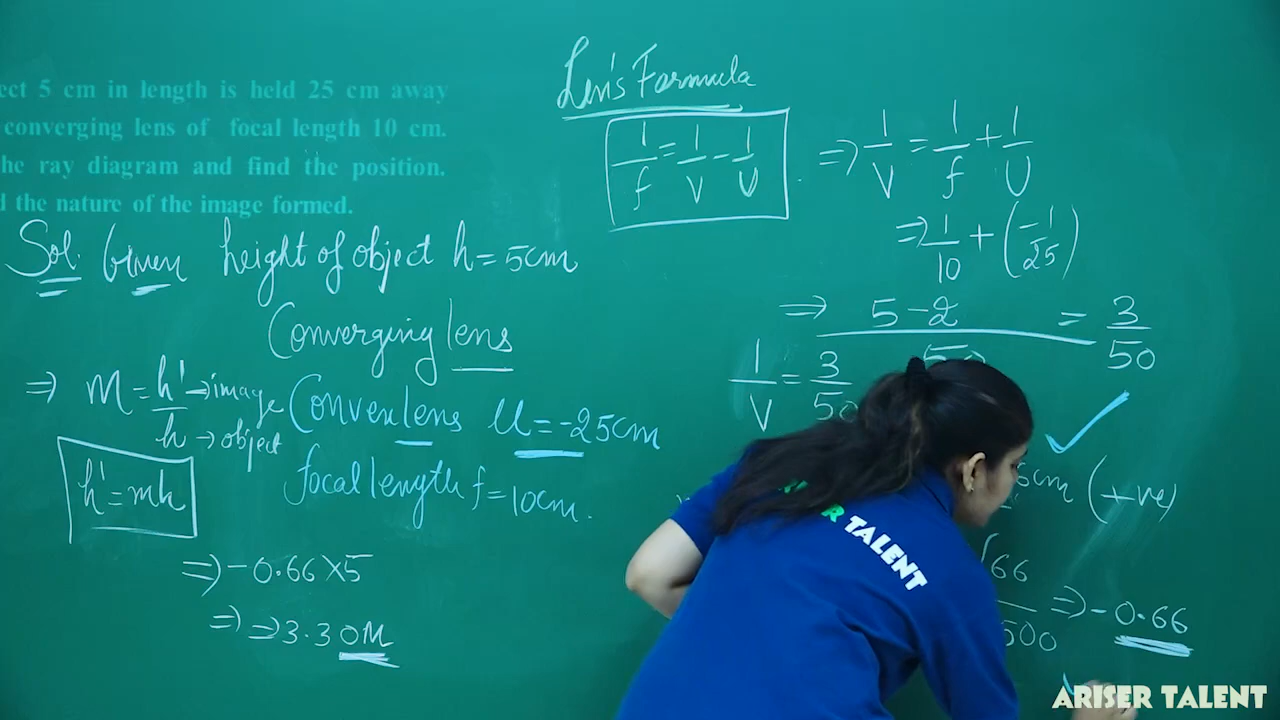 ect 5 cm in length is held 25 cm away
converging lens of focal length 10 cm.
he ray diagram and find the position.
d the nature of the image formed.
Sol. Given height of object h = 5cm
Converging lens
⇒ m = h'/h → image → object
Convex lens u = -25cm
focal length f = 10cm.
h' = mh
⇒ -0.66 × 5
⇒ ⇒ 3.30
Len's Formula
1/f = 1/v - 1/u
⇒ 1/v = 1/f + 1/u
⇒ 1/10 + (-1/25)
⇒ 5-2 = 3/50
1/v = 3/50
cm (+ve)
66
500
⇒ -0.66
TALENT
ARISER TALENT